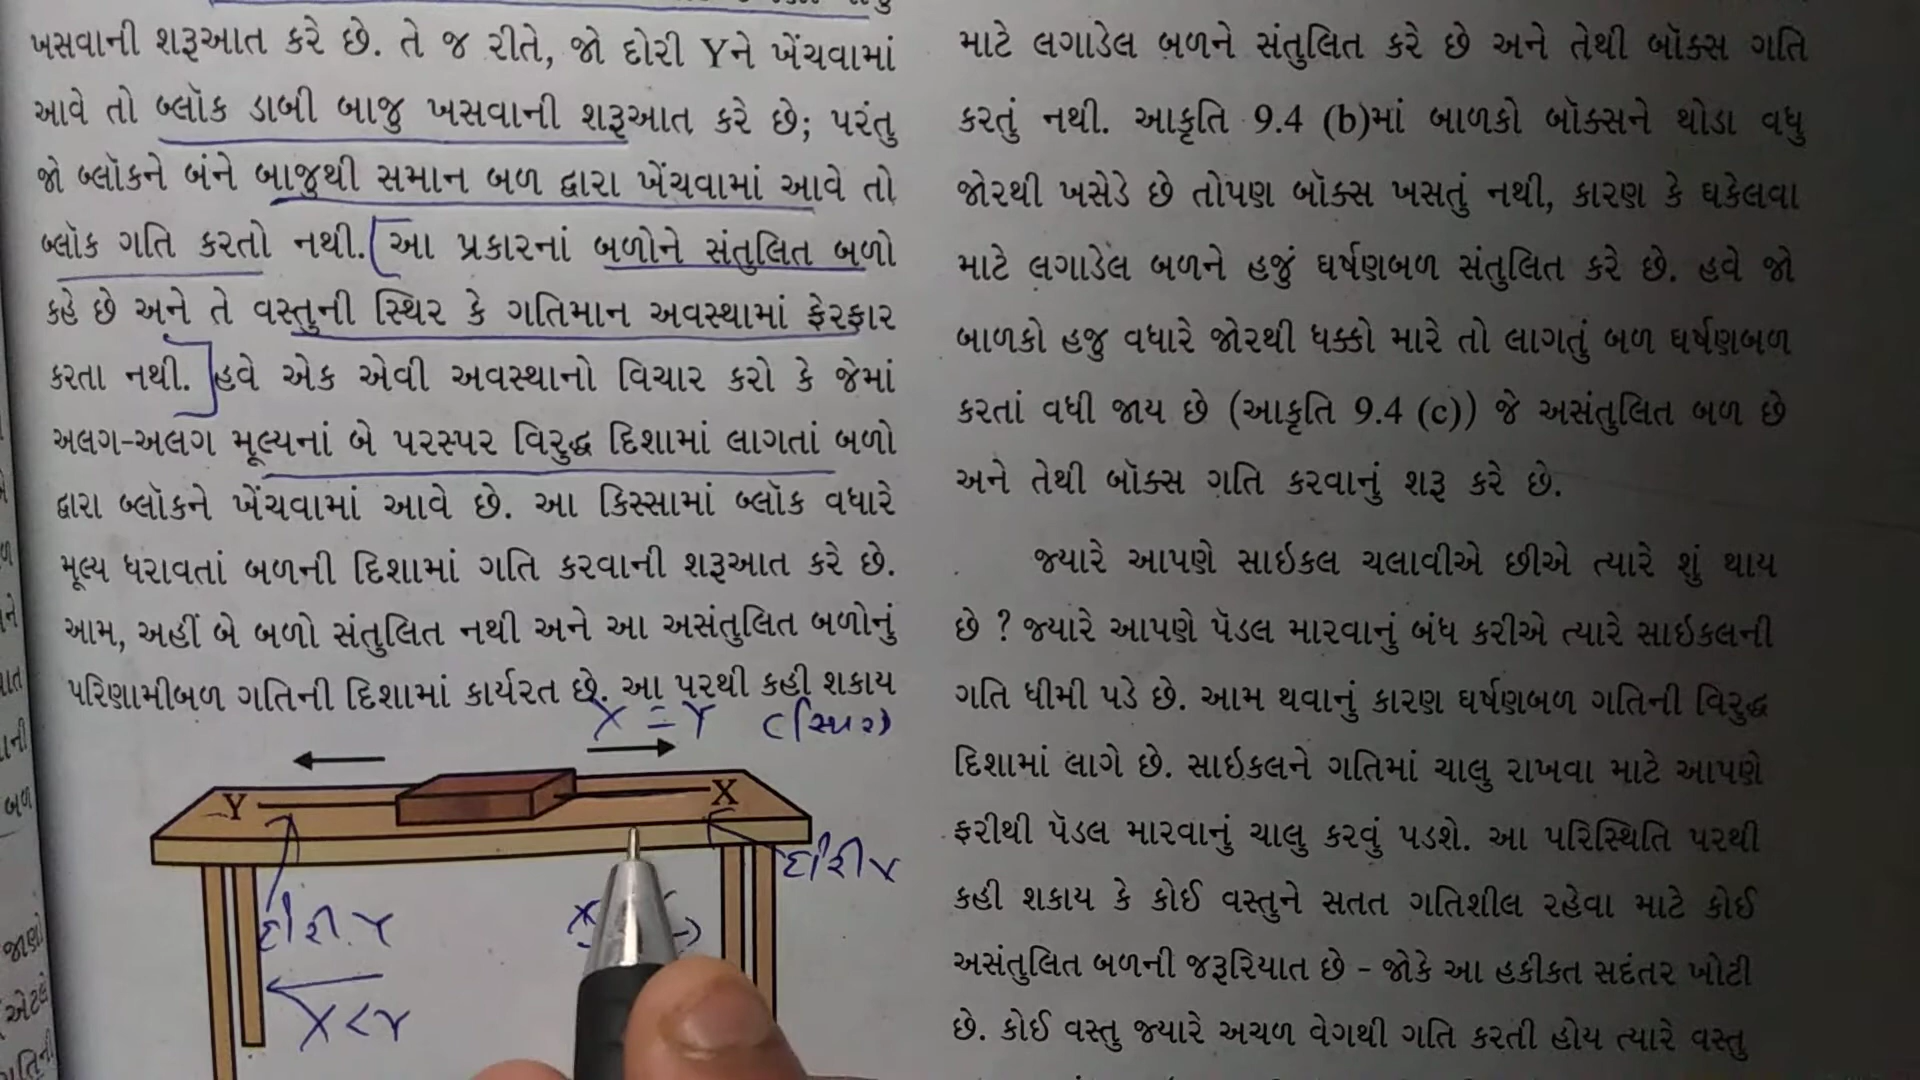 ખસવાની શરૂઆત કરે છે. તે જ રીતે, જો દોરી Yને ખેંચવામાં
આવે તો બ્લૉક ડાબી બાજુ ખસવાની શરૂઆત કરે છે; પરંતુ
જો બ્લૉકને બંને બાજુથી સમાન બળ દ્વારા ખેંચવામાં આવે તો
બ્લૉક ગતિ કરતો નથી. આ પ્રકારનાં બળોને સંતુલિત બળો
કહે છે અને તે વસ્તુની સ્થિર કે ગતિમાન અવસ્થામાં ફેરફાર
કરતા નથી. હવે એક એવી અવસ્થાનો વિચાર કરો કે જેમાં
અલગ-અલગ મૂલ્યનાં બે પરસ્પર વિરુદ્ધ દિશામાં લાગતાં બળો
દ્વારા બ્લૉકને ખેંચવામાં આવે છે. આ કિસ્સામાં બ્લૉક વધારે
મૂલ્ય ધરાવતાં બળની દિશામાં ગતિ કરવાની શરૂઆત કરે છે.
આમ, અહીં બે બળો સંતુલિત નથી અને આ અસંતુલિત બળોનું
પરિણામીબળ ગતિની દિશામાં કાર્યરત છે. આ પરથી કહી શકાય
X = Y (સ્થિર)
Y X
દોરી Y
X < Y
માટે લગાડેલ બળને સંતુલિત કરે છે અને તેથી બૉક્સ ગતિ
કરતું નથી. આકૃતિ 9.4 (b)માં બાળકો બૉક્સને થોડા વધુ
જોરથી ખસેડે છે તોપણ બૉક્સ ખસતું નથી, કારણ કે ધકેલવા
માટે લગાડેલ બળને હજું ઘર્ષણબળ સંતુલિત કરે છે. હવે જો
બાળકો હજુ વધારે જોરથી ધક્કો મારે તો લાગતું બળ ઘર્ષણબળ
કરતાં વધી જાય છે (આકૃતિ 9.4 (c)) જે અસંતુલિત બળ છે
અને તેથી બૉક્સ ગતિ કરવાનું શરૂ કરે છે.
જ્યારે આપણે સાઇકલ ચલાવીએ છીએ ત્યારે શું થાય
છે ? જ્યારે આપણે પૅડલ મારવાનું બંધ કરીએ ત્યારે સાઇકલની
ગતિ ધીમી પડે છે. આમ થવાનું કારણ ઘર્ષણબળ ગતિની વિરુદ્ધ
દિશામાં લાગે છે. સાઇકલને ગતિમાં ચાલુ રાખવા માટે આપણે
ફરીથી પૅડલ મારવાનું ચાલુ કરવું પડશે. આ પરિસ્થિતિ પરથી
કહી શકાય કે કોઈ વસ્તુને સતત ગતિશીલ રહેવા માટે કોઈ
અસંતુલિત બળની જરૂરિયાત છે - જોકે આ હકીકત સદંતર ખોટી
છે. કોઈ વસ્તુ જ્યારે અચળ વેગથી ગતિ કરતી હોય ત્યારે વસ્તુ